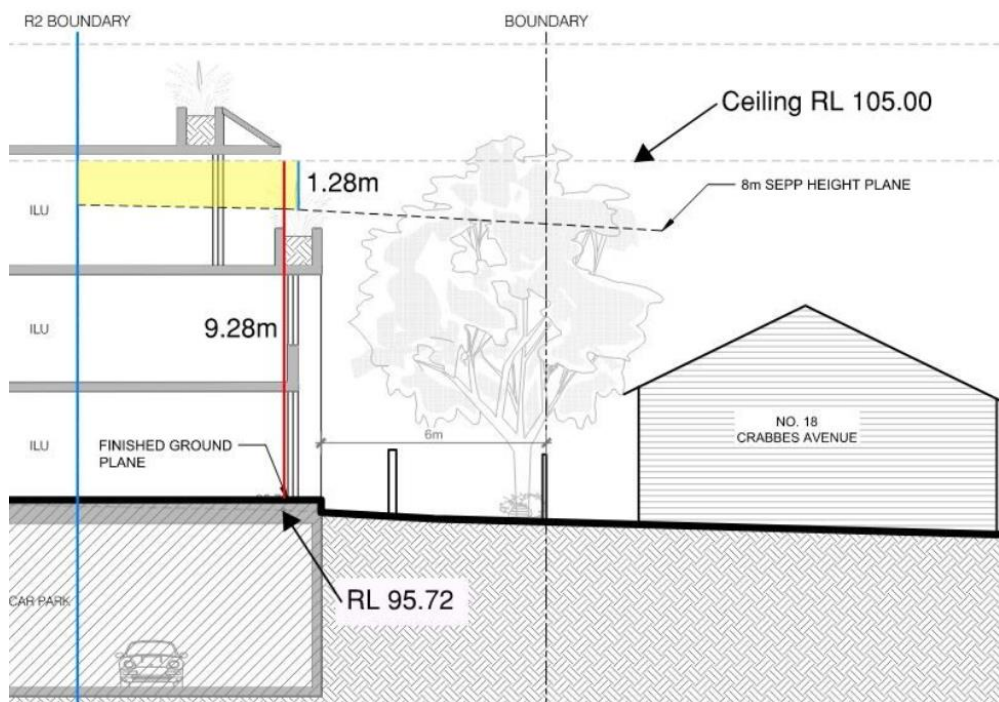 R2 BOUNDARY
BOUNDARY
Ceiling RL 105.00
1.28m
8m SEPP HEIGHT PLANE
ILU
ILU
9.28m
ILU
FINISHED GROUND
PLANE
6m
NO. 18
CRABBES AVENUE
CAR PARK
RL 95.72